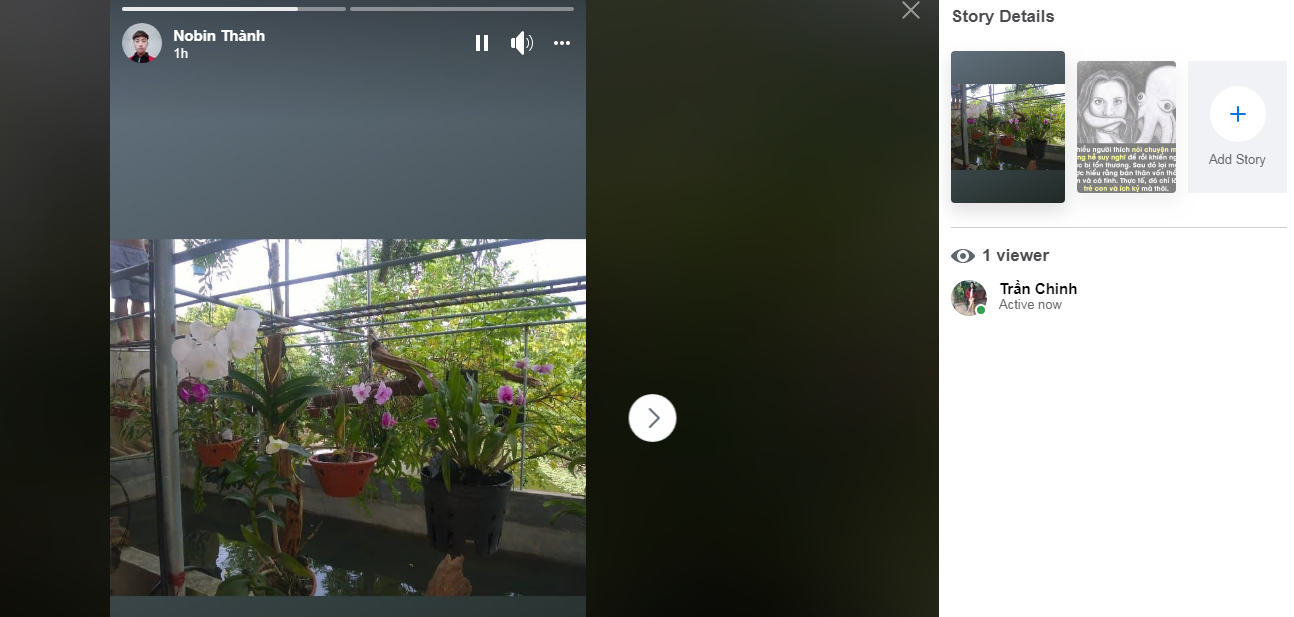 Nobin Thành
1h
Story Details
hiều người thích nói chuyện m
ng hề suy nghĩ để rồi khiến ng
c bị tổn thương. Sau đó lại mo
ực hiểu rằng bản thân vốn thẳ
n và cá tính. Thực tế, đó chỉ là
trẻ con và ích kỷ mà thôi.
Add Story
1 viewer
Trần Chinh
Active now